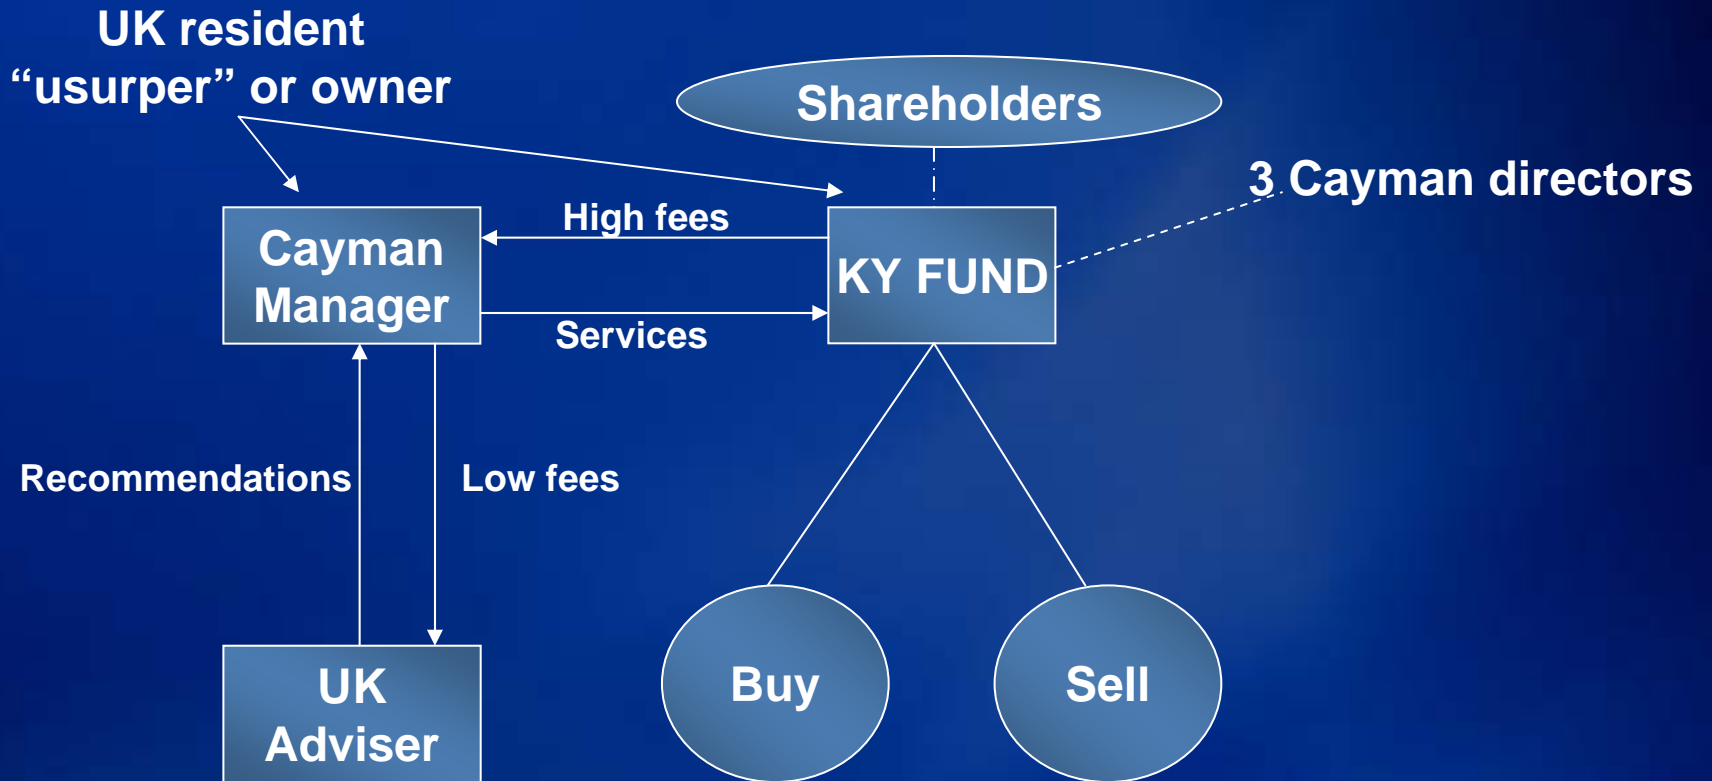 UK resident
“usurper” or owner
Shareholders
3 Cayman directors
High fees
Cayman
Manager
KY FUND
Services
Recommendations
Low fees
Buy
Sell
UK
Adviser